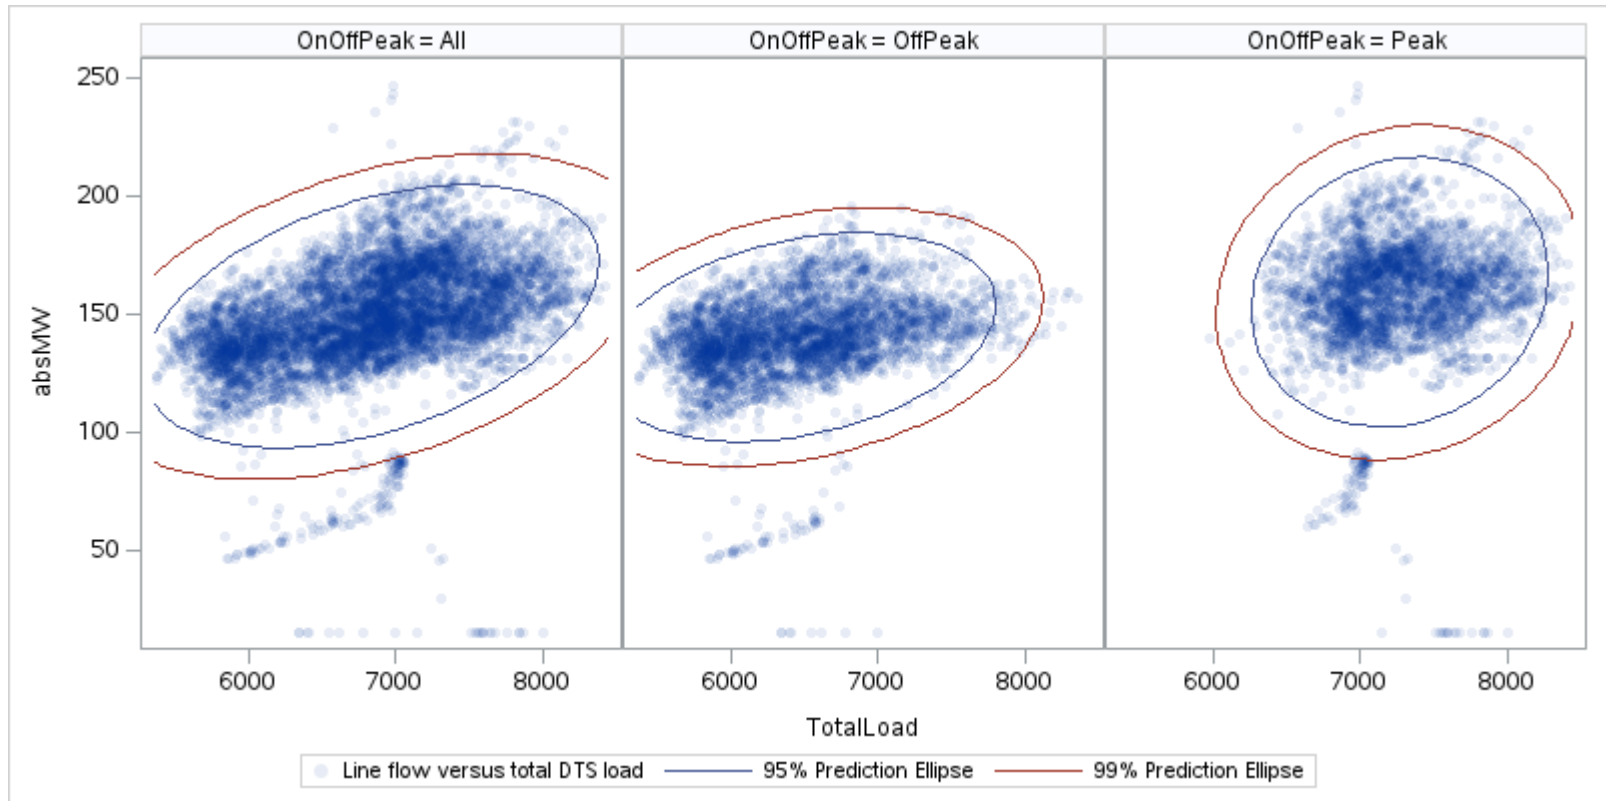 OnOffPeak = All OnOffPeak = OffPeak OnOffPeak = Peak
250
200
150
100
50
absMW
6000 7000 8000 6000 7000 8000 6000 7000 8000
TotalLoad
Line flow versus total DTS load 95% Prediction Ellipse 99% Prediction Ellipse